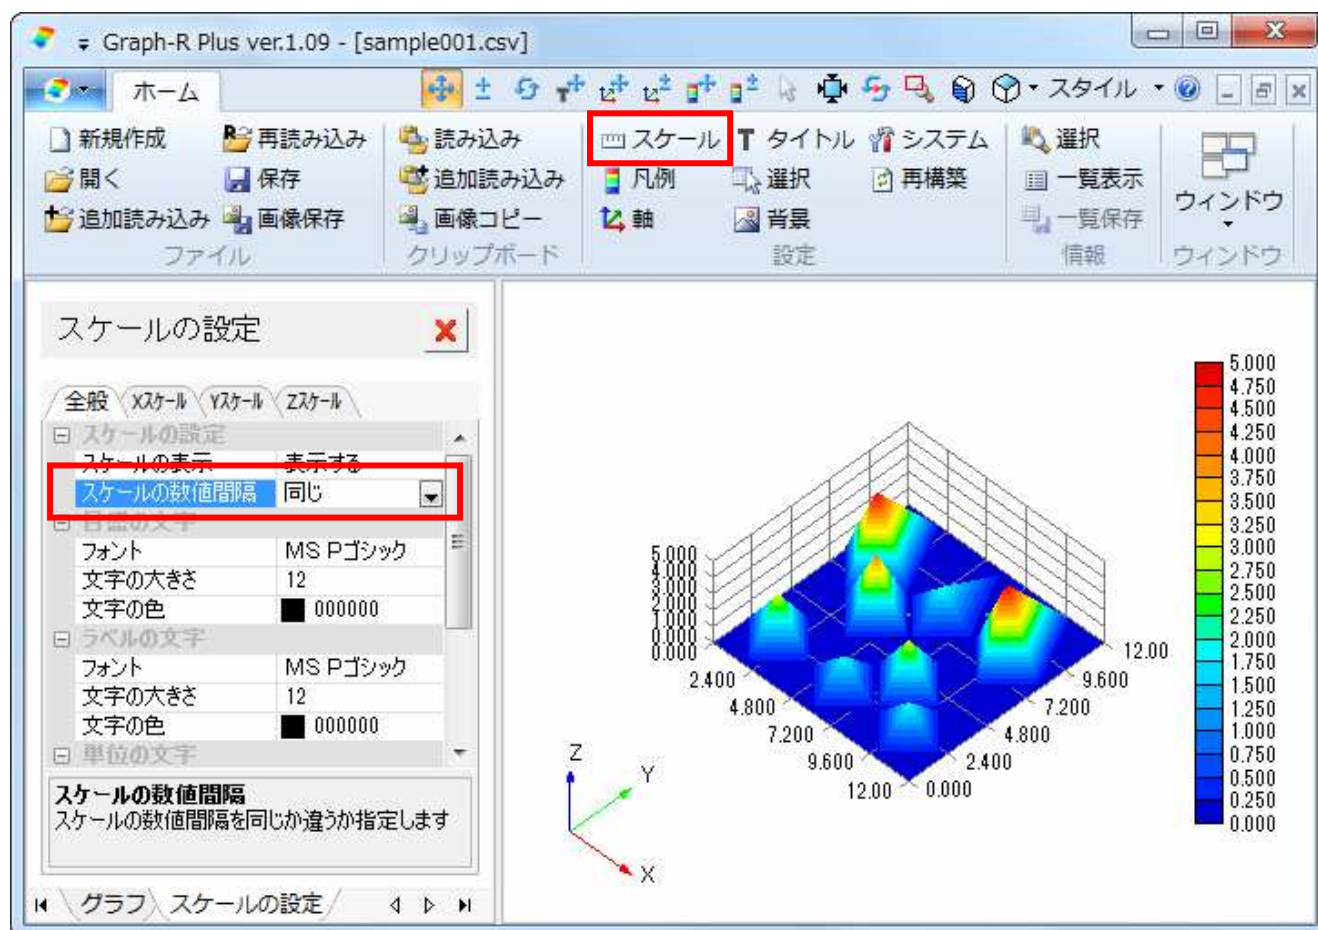 Graph-R Plus ver.1.09 - [sample001.csv]
ホーム
スタイル
新規作成 再読み込み 読み込み スケール タイトル システム 選択
開く 保存 追加読み込み 凡例 選択 再構築 一覧表示
追加読み込み 画像保存 画像コピー 軸 背景 一覧保存
ウィンドウ
ファイル クリップボード 設定 情報 ウィンドウ
スケールの設定
全般 Xスケール Yスケール Zスケール
スケールの設定
スケールの表示 表示する
スケールの数値間隔 同じ
目盛の文字
フォント MS Pゴシック
文字の大きさ 12
文字の色 000000
ラベルの文字
フォント MS Pゴシック
文字の大きさ 12
文字の色 000000
単位の文字
スケールの数値間隔
スケールの数値間隔を同じか違うか指定します
グラフ スケールの設定
5.000
4.000
3.000
2.000
1.000
0.000
0.000
2.400
4.800
7.200
9.600
12.00
0.000
2.400
4.800
7.200
9.600
12.00
Z
Y
X
5.000
4.750
4.500
4.250
4.000
3.750
3.500
3.250
3.000
2.750
2.500
2.250
2.000
1.750
1.500
1.250
1.000
0.750
0.500
0.250
0.000